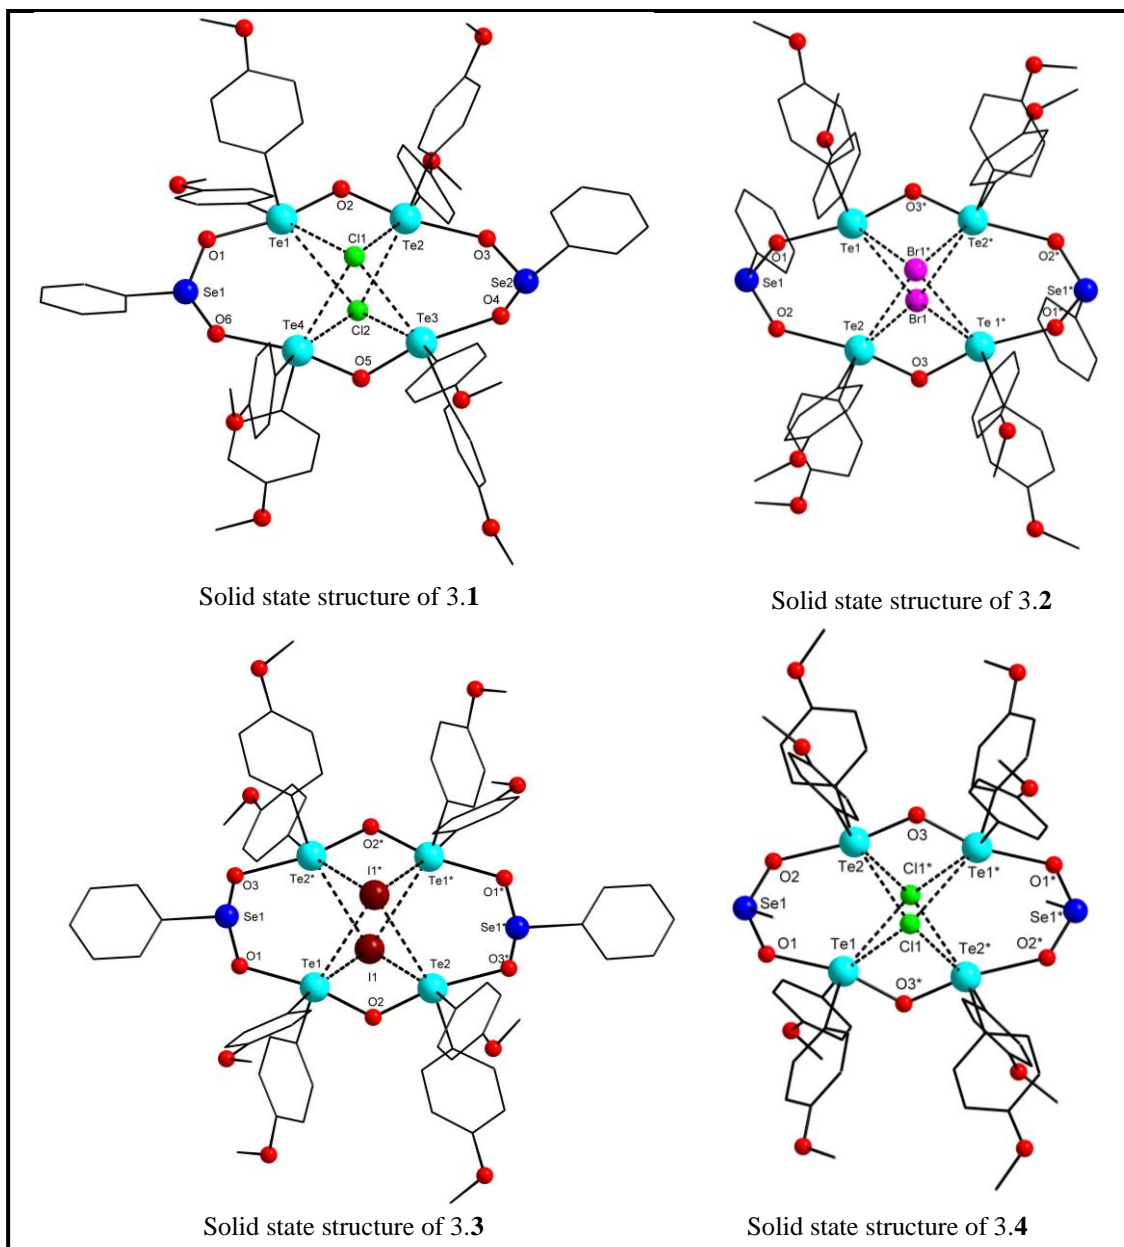 O2
Te1
Cl1
Te2
O1
O3
Se1
Se2
O4
Cl2
O6
Te4
Te3
O5
Solid state structure of 3.1
O3*
Te1
Te2*
O1
Br1*
O2*
Se1
Se1*
Br1
O1*
O2
Te2
Te 1*
O3
Solid state structure of 3.2
O2*
Te2*
I1*
Te1*
O3
O1*
Se1
Se1*
O1
Te1
I1
Te2
O3*
O2
Solid state structure of 3.3
O3
Te2
Cl1*
Te1*
O2
O1*
Se1
Se1*
O1
Te1
Cl1
Te2*
O2*
O3*
Solid state structure of 3.4